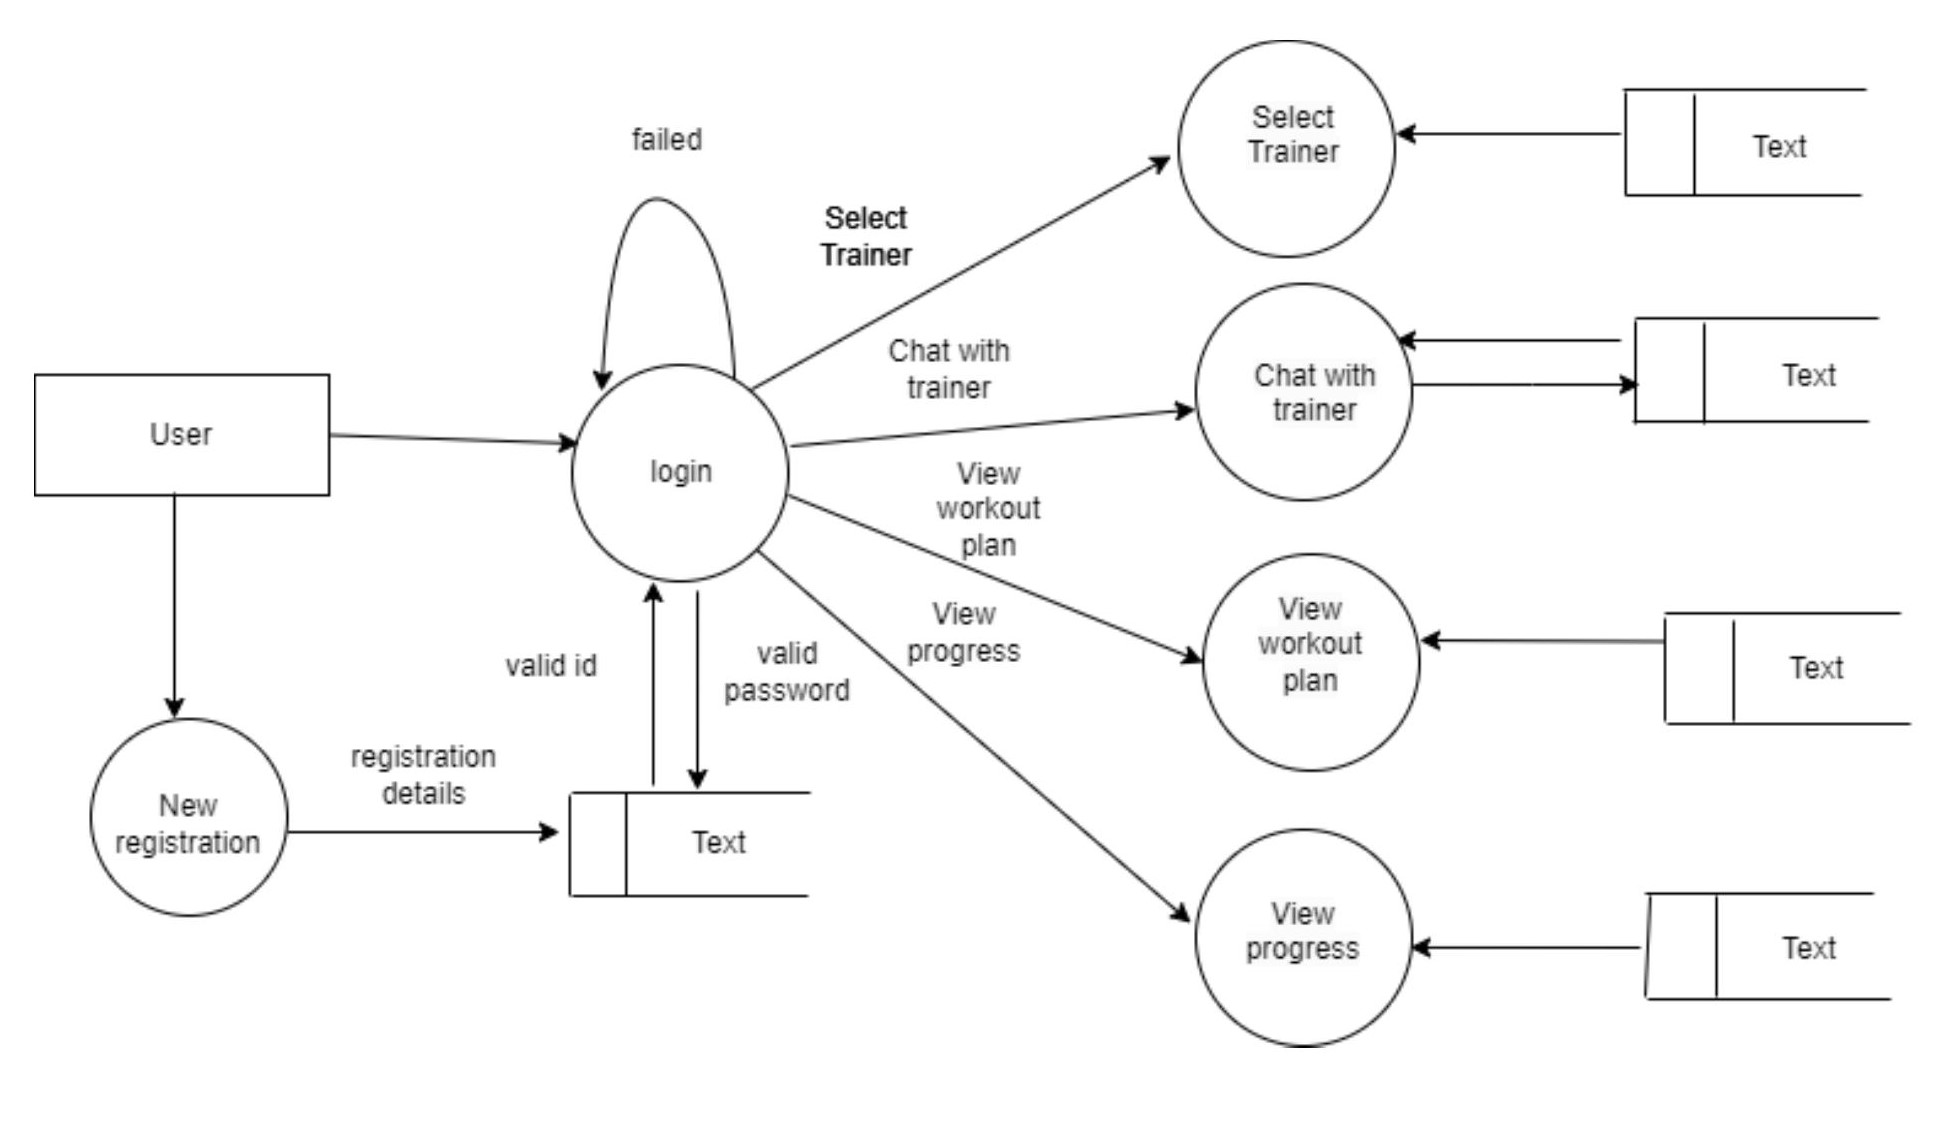 failed
Select
Trainer
Select
Trainer
Text
Chat with
trainer
Chat with
trainer
Text
User
login
View
workout
plan
View
workout
plan
Text
View
progress
valid id
valid
password
registration
details
New
registration
Text
View
progress
Text